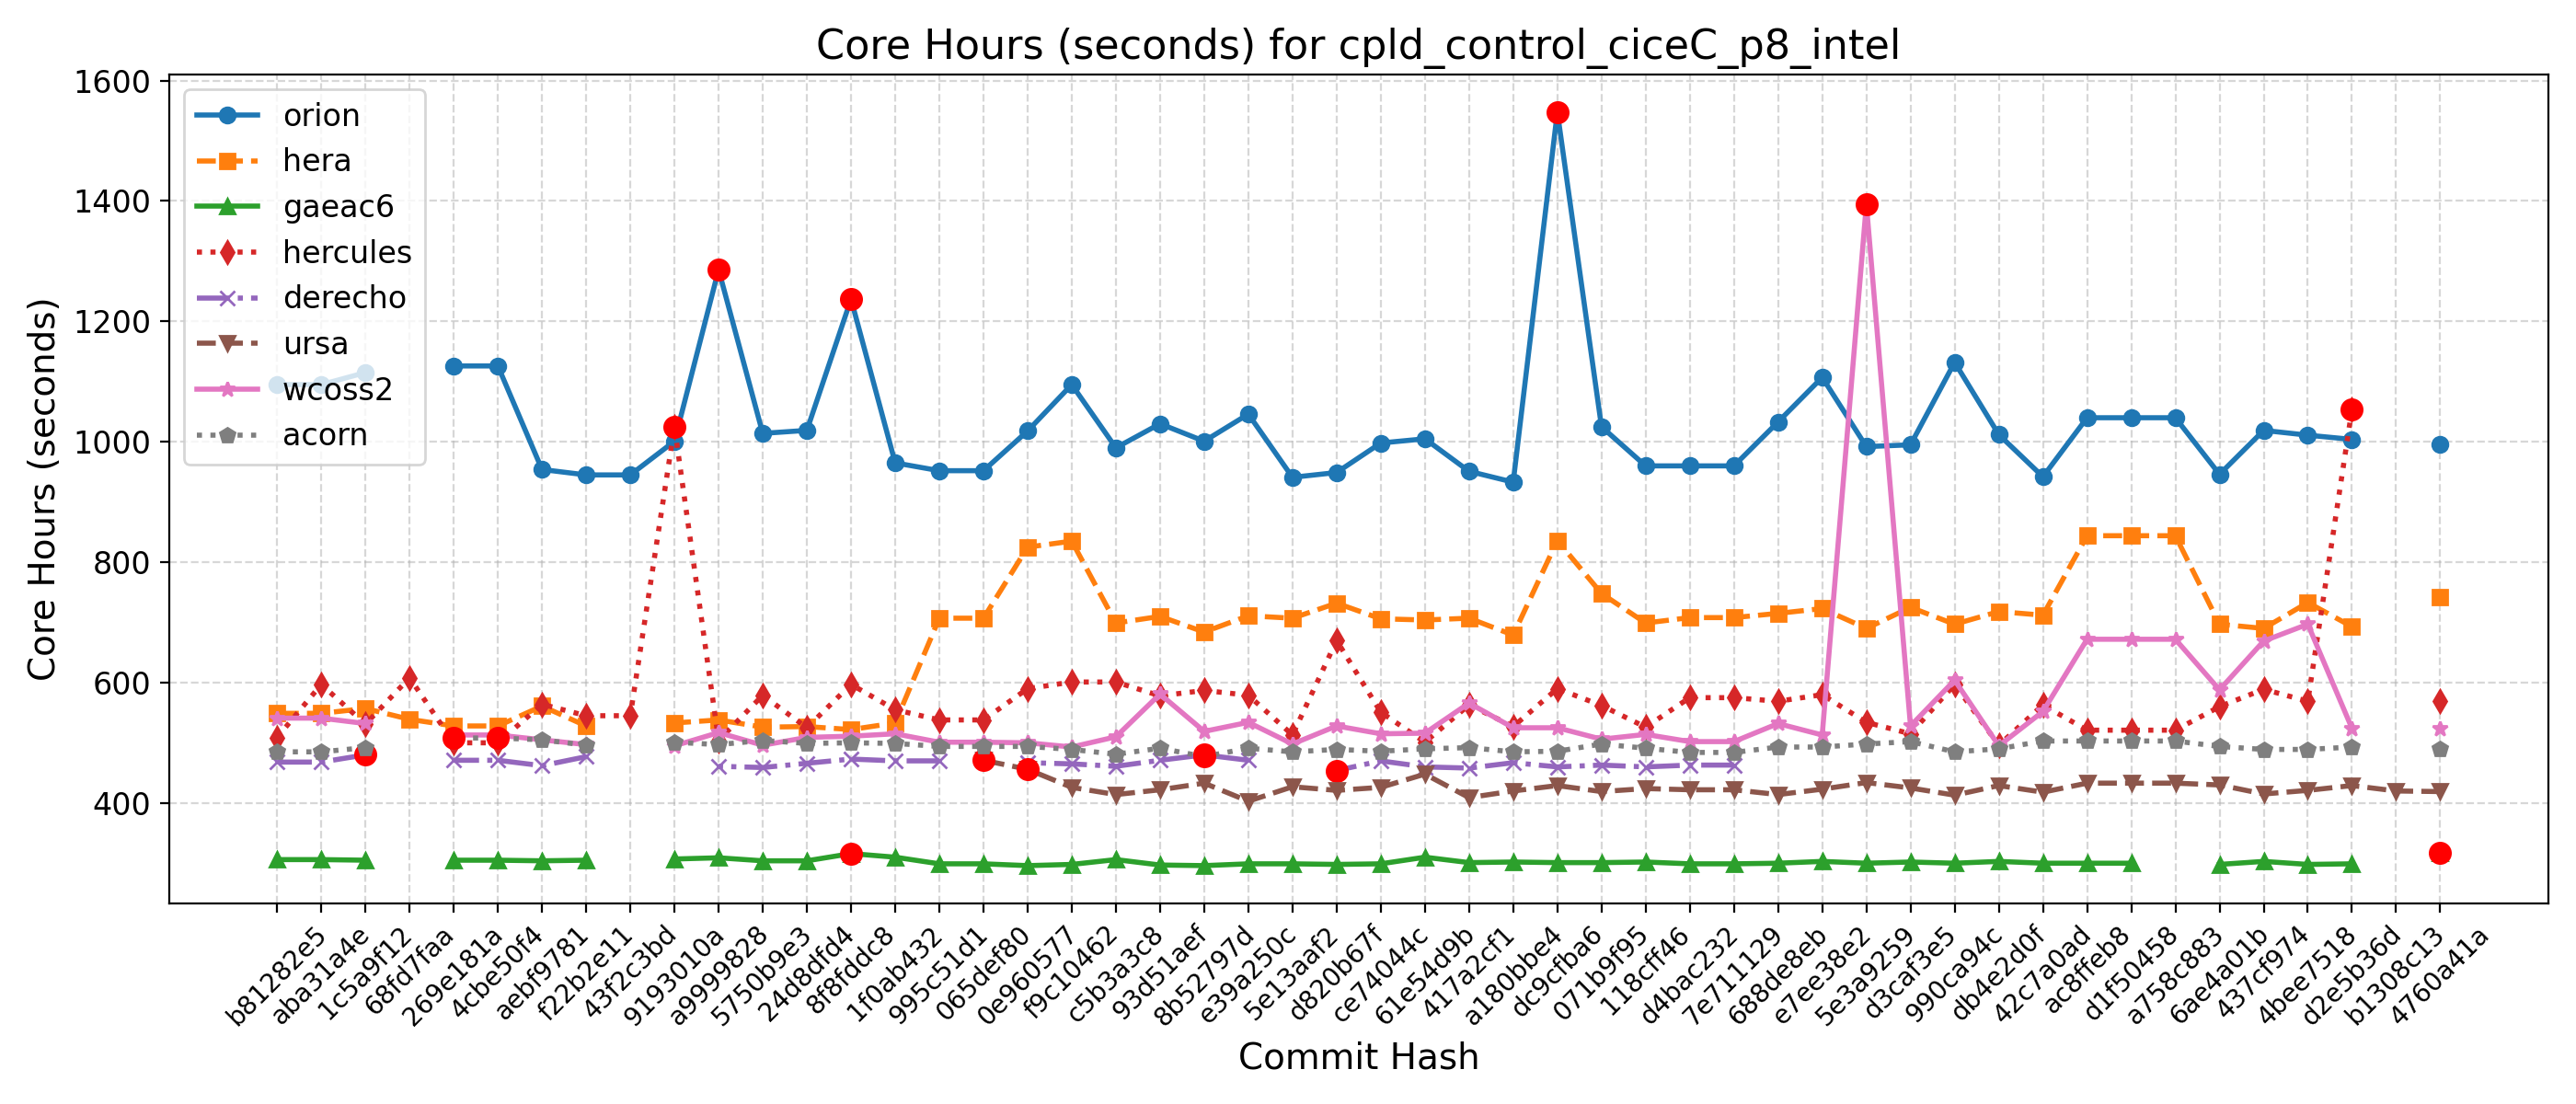 Core Hours (seconds) for cpld_control_ciceC_p8_intel
Core Hours (seconds)
1600
1400
1200
1000
800
600
400
orion
hera
gaeac6
hercules
derecho
ursa
wcoss2
acorn
b81282e5
aba31a4e
1c5a9f12
68fd7faa
269e181a
4cbe50f4
aebf9781
f22b2e11
43f2c3bd
9193010a
a9999828
5750b9e3
24d8dfd4
8f8fddc8
1f0ab432
995c51d1
065def80
0e960577
f9c10462
c5b3a3c8
93d51aef
8b52797d
e39a250c
5e13aaf2
d820b67f
ce74044c
61e54d9b
417a2cf1
a180bbe4
dc9cfba6
071b9f95
118cff46
d4bac232
7e711129
688de8eb
e7ee38e2
5e3a9259
d3caf3e5
990ca94c
db4e2d0f
42c7a0ad
ac8ffeb8
d1f50458
a758c883
6ae4a01b
437cf974
4bee7518
d2e5b36d
b1308c13
4760a41a
Commit Hash